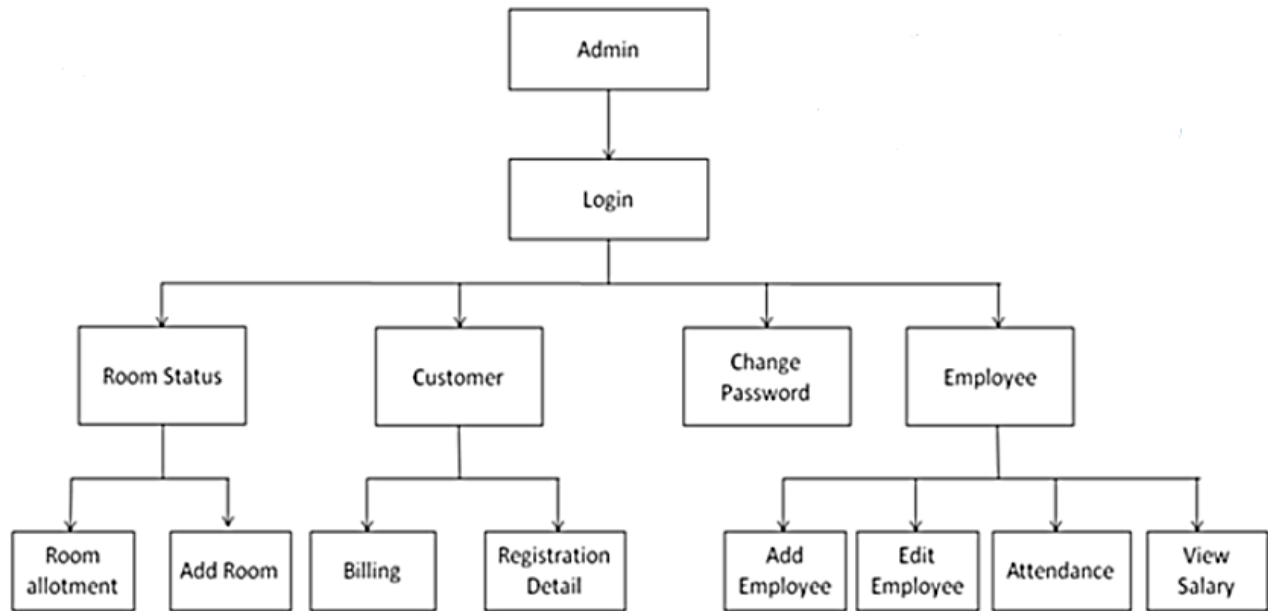 Admin
Login
Room Status
Customer
Change
Password
Employee
Room
allotment
Add Room
Billing
Registration
Detail
Add
Employee
Edit
Employee
Attendance
View
Salary